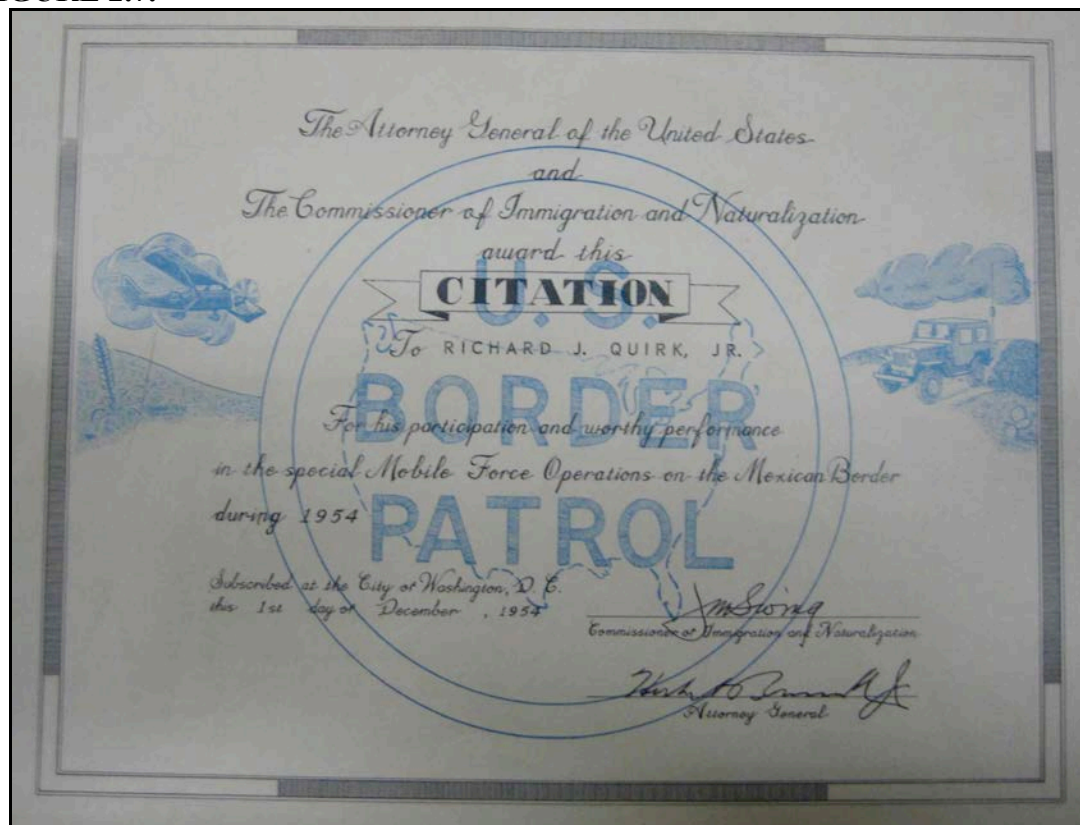 The Attorney General of the United States
and
The Commissioner of Immigration and Naturalization
award this
CITATION
To RICHARD J. QUIRK, JR.
For his participation and worthy performance
in the special Mobile Force Operations on the Mexican Border
during 1954
U. S.
BORDER
PATROL
Subscribed at the City of Washington, D. C.
this 1st day of December, 1954
JmSwing
Commissioner of Immigration and Naturalization
Attorney General